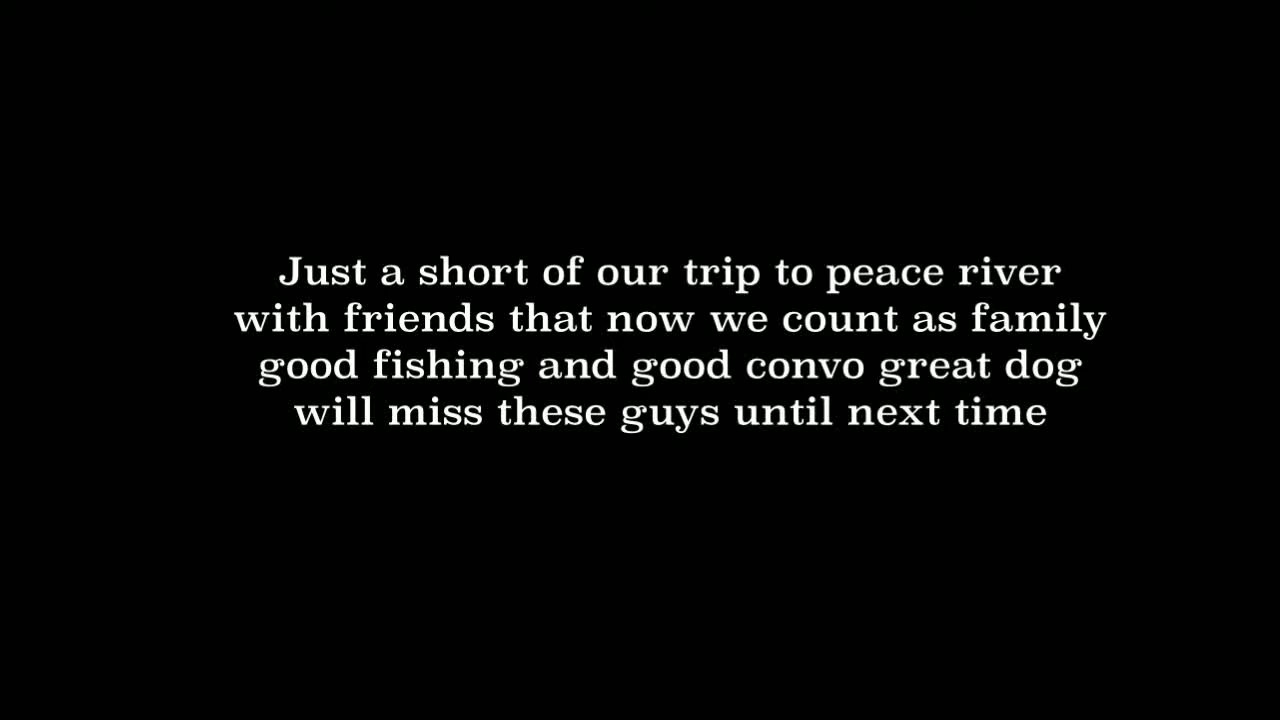 Just a short of our trip to peace river
with friends that now we count as family
good fishing and good convo great dog
will miss these guys until next time